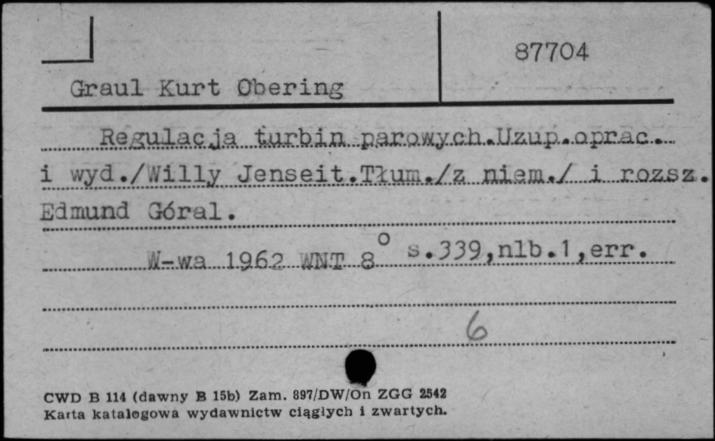 87704
Graul Kurt Obering
Regulacja turbin parowych.Uzup.oprac.
i wyd./Willy Jenseit.Tłum./z niem./ i rozsz.
Edmund Góral.
W-wa 1962 WNT 8° s.339,nlb.1,err.
6
CWD B 114 (dawny B 15b) Zam. 897/DW/On ZGG 2542
Karta katalogowa wydawnictw ciągłych i zwartych.